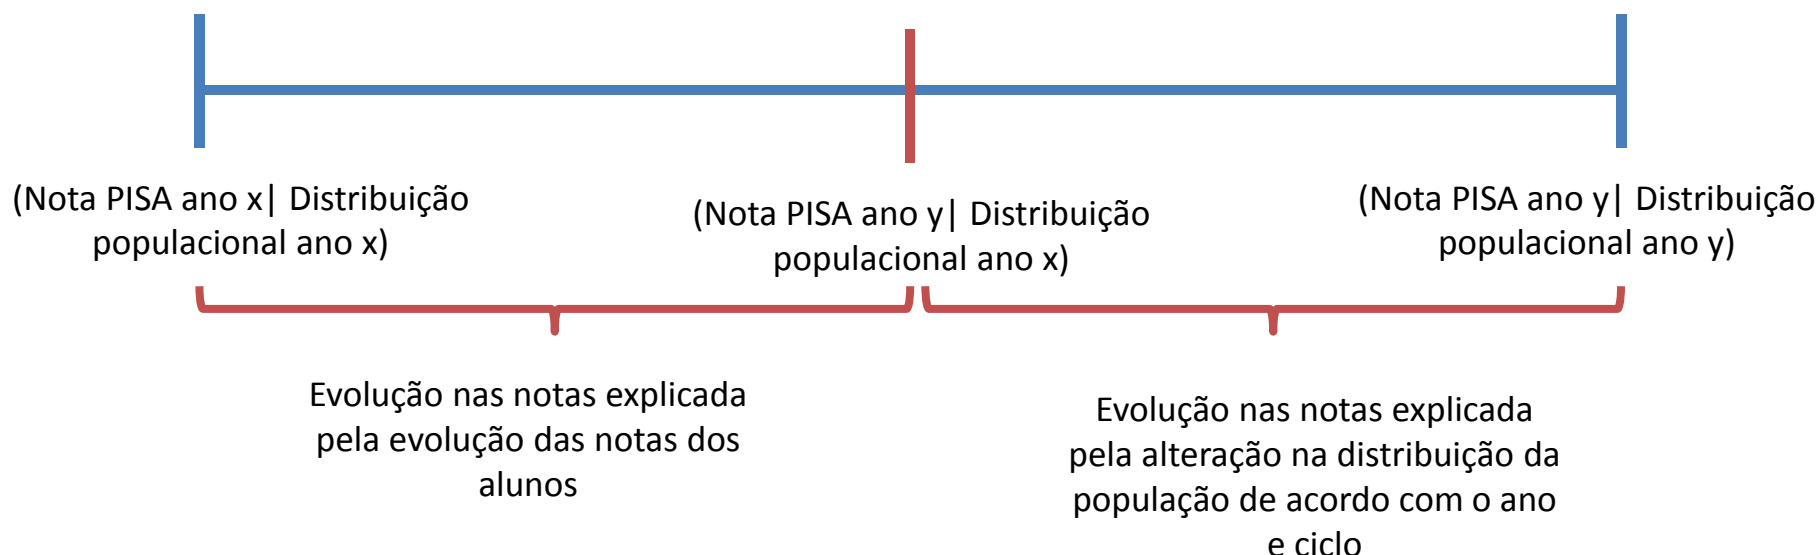 (Nota PISA ano x| Distribuição
populacional ano x)
(Nota PISA ano y| Distribuição
populacional ano x)
(Nota PISA ano y| Distribuição
populacional ano y)
Evolução nas notas explicada
pela evolução das notas dos
alunos
Evolução nas notas explicada
pela alteração na distribuição da
população de acordo com o ano
e ciclo